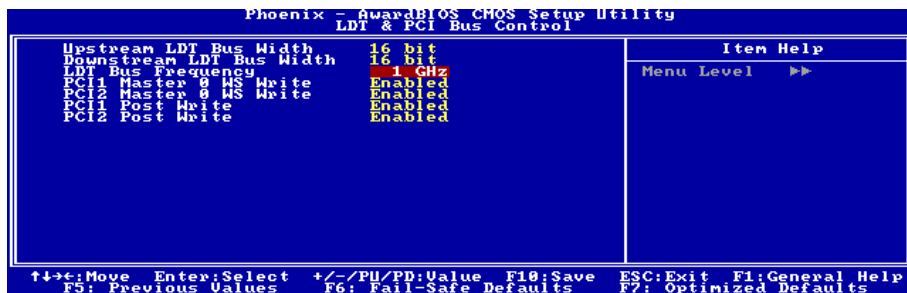 Phoenix - AwardBIOS CMOS Setup Utility
LDT & PCI Bus Control
Upstream LDT Bus Width 16 bit
Downstream LDT Bus Width 16 bit
LDT Bus Frequency 1 GHz
PCI1 Master 0 WS Write Enabled
PCI2 Master 0 WS Write Enabled
PCI1 Post Write Enabled
PCI2 Post Write Enabled
Item Help
Menu Level ►►
↑↓→←:Move Enter:Select +/-/PU/PD:Value F10:Save ESC:Exit F1:General Help
F5: Previous Values F6: Fail-Safe Defaults F7: Optimized Defaults